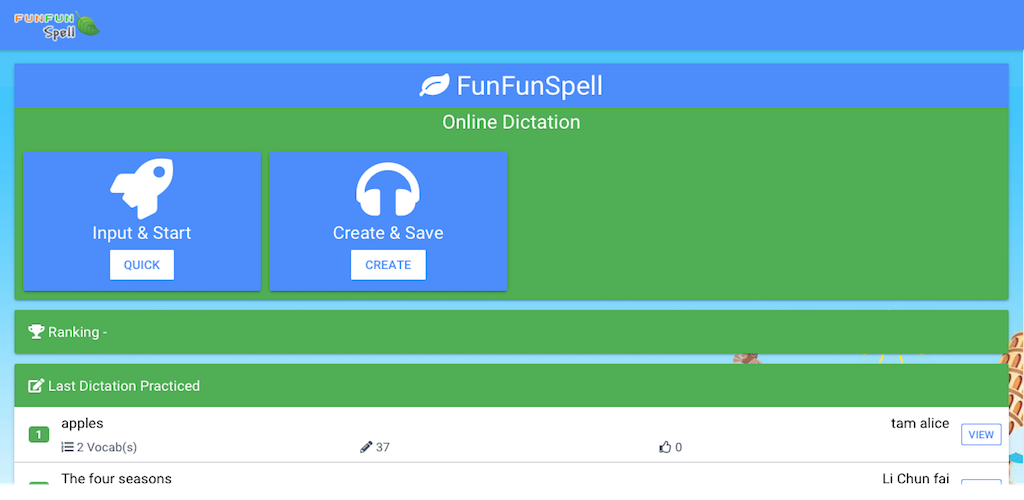 FUNFUN
Spell
FunFunSpell
Online Dictation
Input & Start
QUICK
Create & Save
CREATE
Ranking -
Last Dictation Practiced
1
apples
tam alice
2 Vocab(s)
37
0
VIEW
The four seasons
Li Chun fai